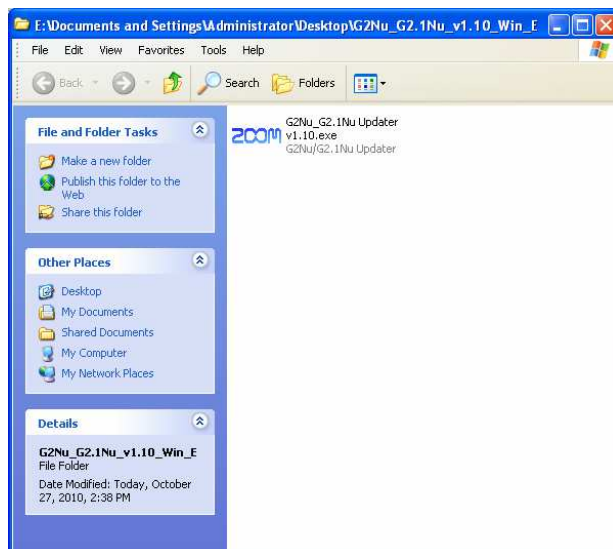 E:\Documents and Settings\Administrator\Desktop\G2Nu_G2.1Nu_v1.10_Win_E
File Edit View Favorites Tools Help
Back Search Folders
File and Folder Tasks
Make a new folder
Publish this folder to the
Web
Share this folder
Other Places
Desktop
My Documents
Shared Documents
My Computer
My Network Places
Details
G2Nu_G2.1Nu_v1.10_Win_E
File Folder
Date Modified: Today, October
27, 2010, 2:38 PM
ZOOM
G2Nu_G2.1Nu Updater
v1.10.exe
G2Nu/G2.1Nu Updater